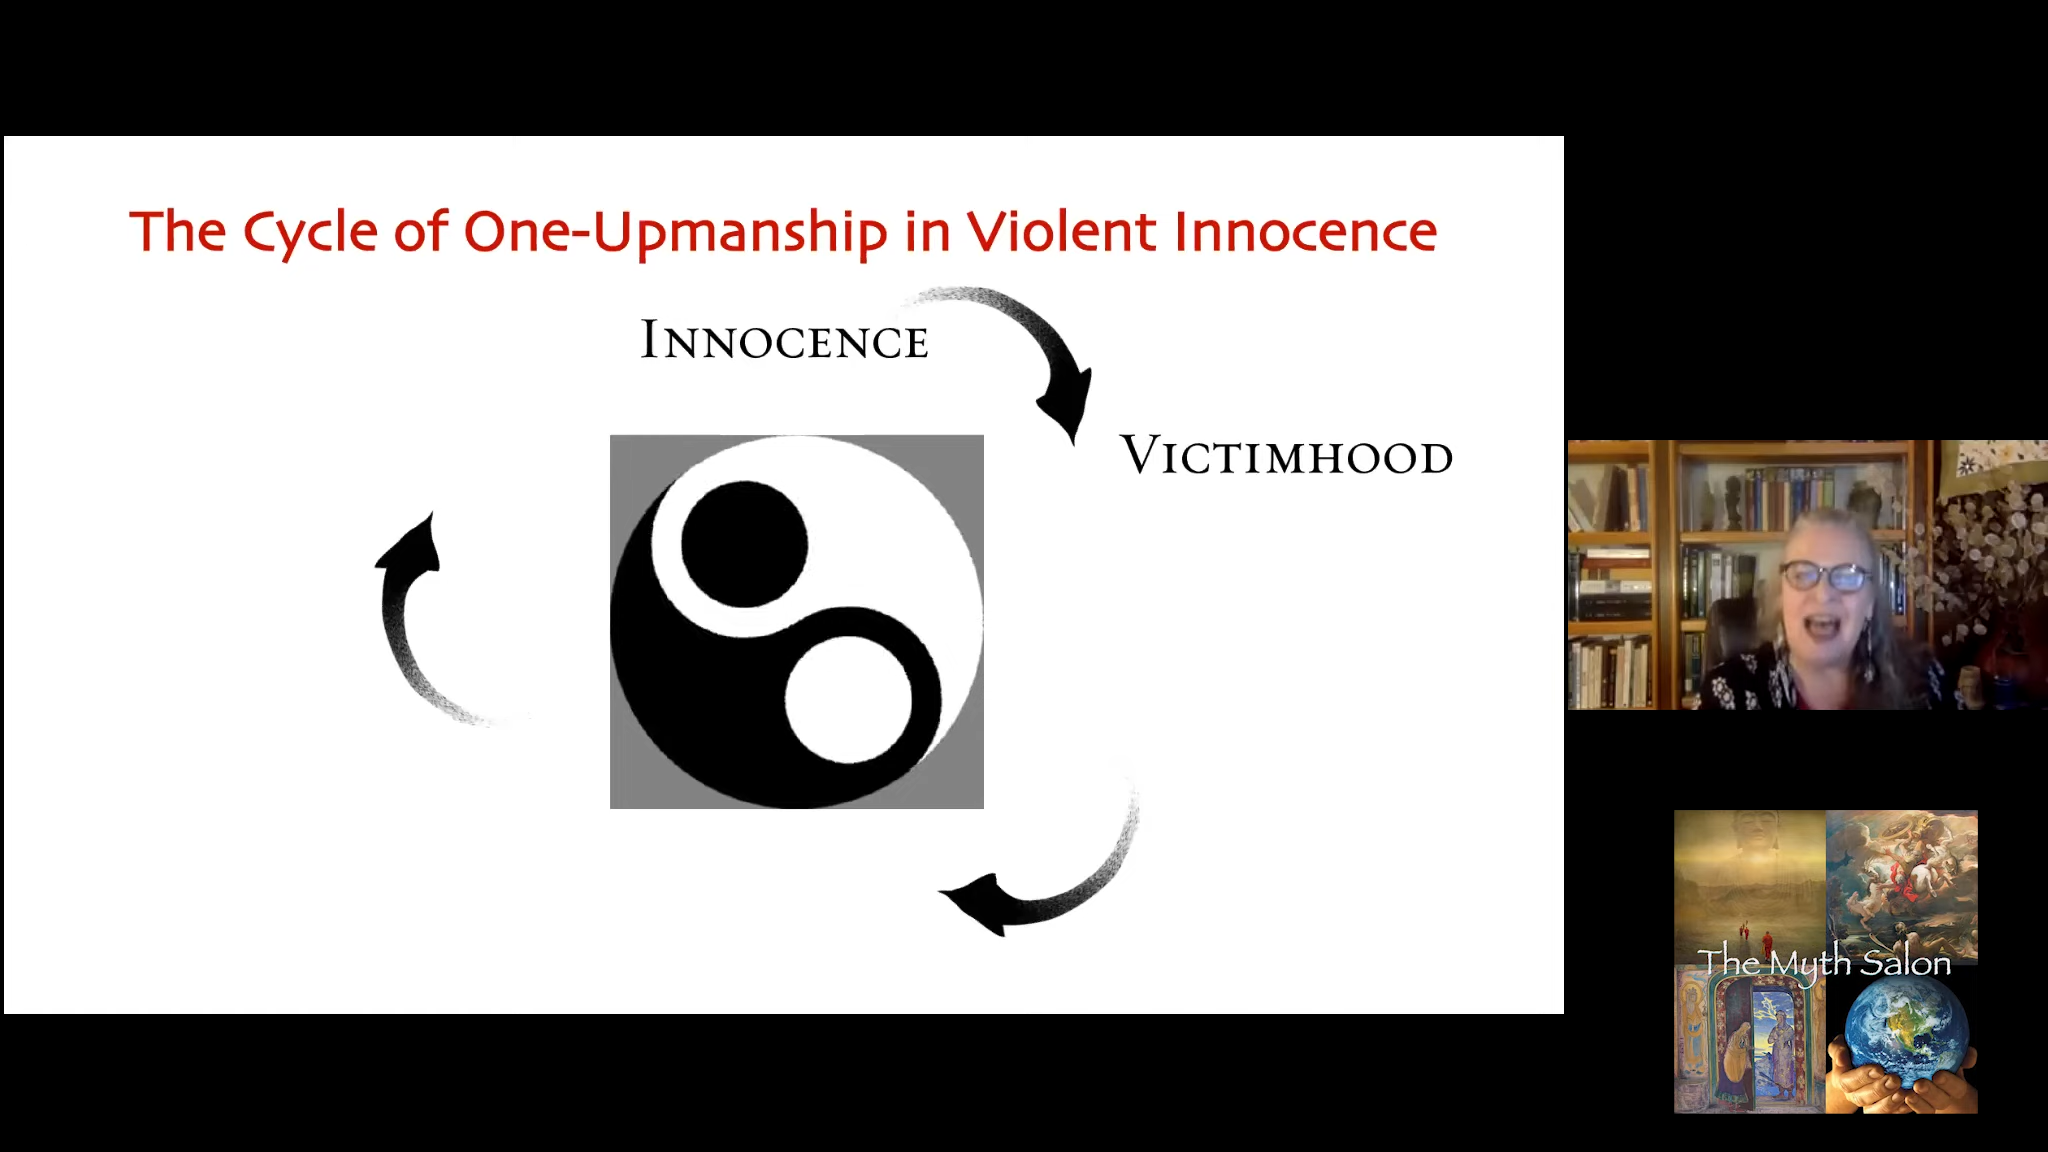 The Cycle of One-Upmanship in Violent Innocence
INNOCENCE
VICTIMHOOD
The Myth Salon